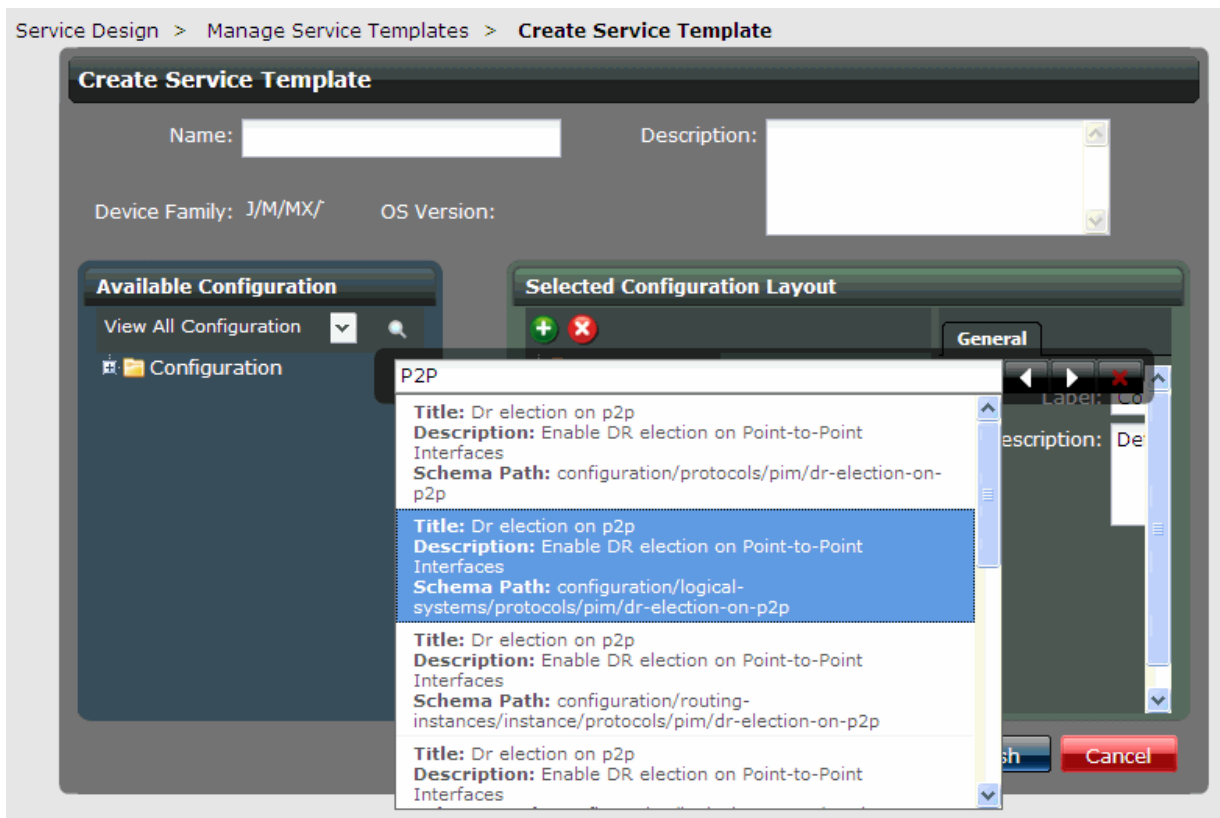 Service Design > Manage Service Templates > Create Service Template
Create Service Template
Name:
Description:
Device Family: J/M/MX/
OS Version:
Available Configuration
View All Configuration
Configuration
Selected Configuration Layout
General
Label: Co
escription: De
P2P
Title: Dr election on p2p
Description: Enable DR election on Point-to-Point
Interfaces
Schema Path: configuration/protocols/pim/dr-election-on-
p2p
Title: Dr election on p2p
Description: Enable DR election on Point-to-Point
Interfaces
Schema Path: configuration/logical-
systems/protocols/pim/dr-election-on-p2p
Title: Dr election on p2p
Description: Enable DR election on Point-to-Point
Interfaces
Schema Path: configuration/routing-
instances/instance/protocols/pim/dr-election-on-p2p
Title: Dr election on p2p
Description: Enable DR election on Point-to-Point
Interfaces
sh
Cancel